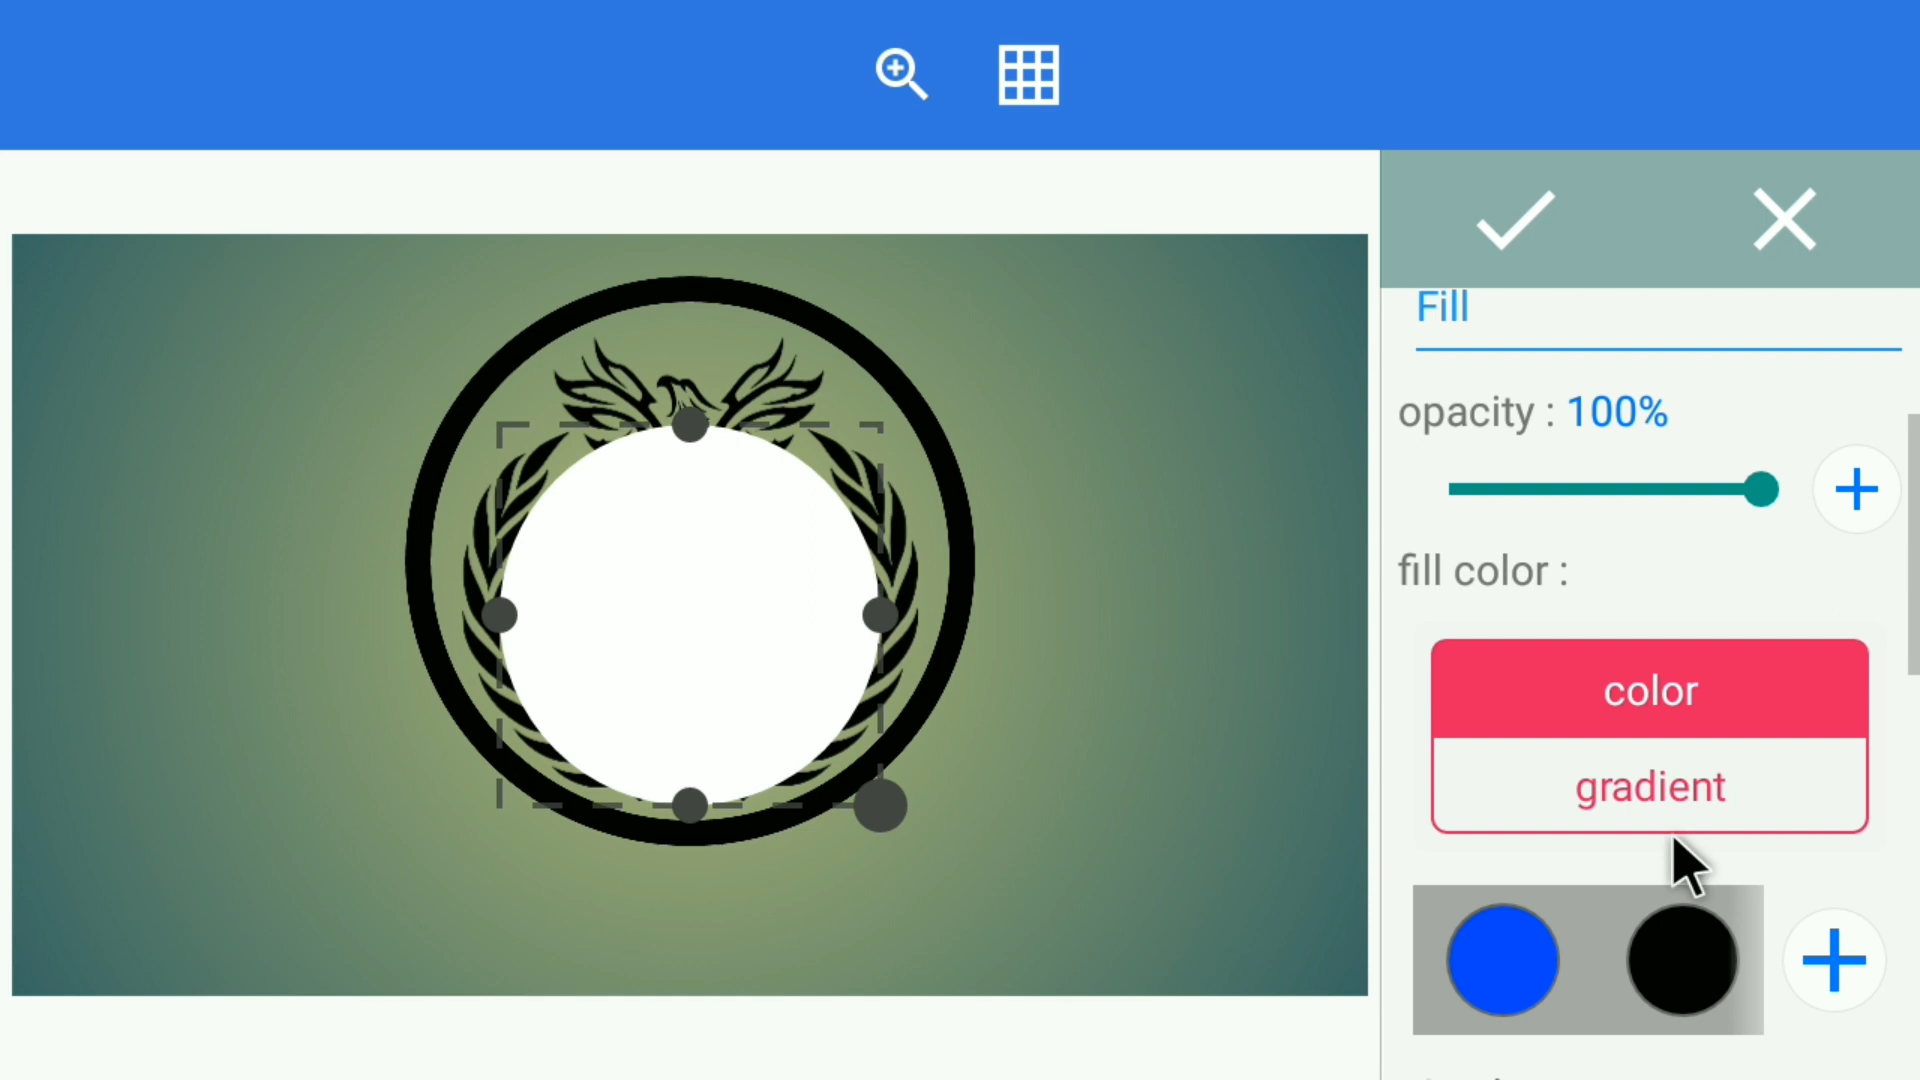 Fill
opacity : 100%
fill color :
color
gradient